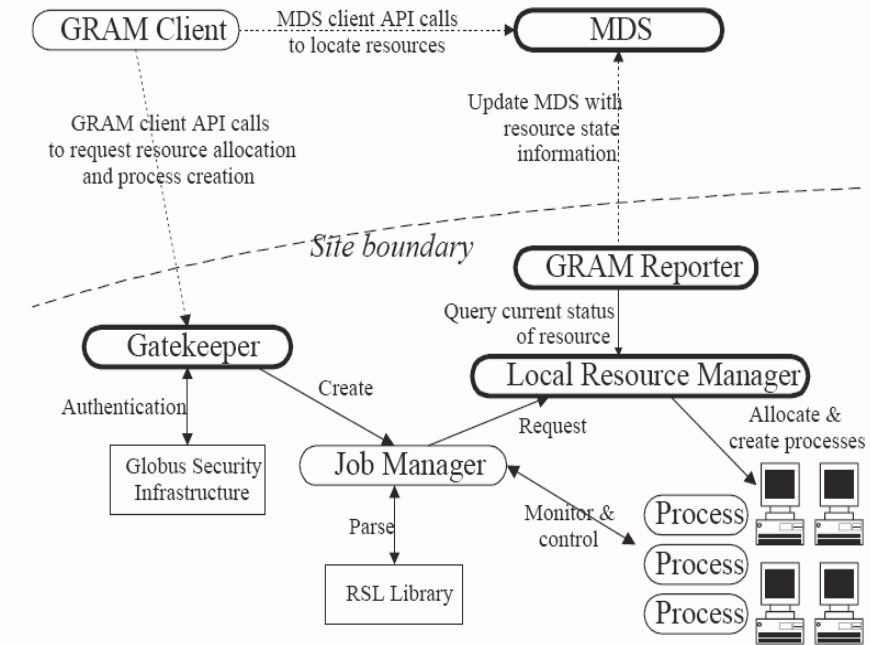 GRAM Client
MDS client API calls
to locate resources
MDS
GRAM client API calls
to request resource allocation
and process creation
Update MDS with
resource state
information
Site boundary
GRAM Reporter
Query current status
of resource
Gatekeeper
Local Resource Manager
Authentication
Create
Request
Allocate &
create processes
Globus Security
Infrastructure
Job Manager
Parse
Monitor &
control
RSL Library
Process
Process
Process